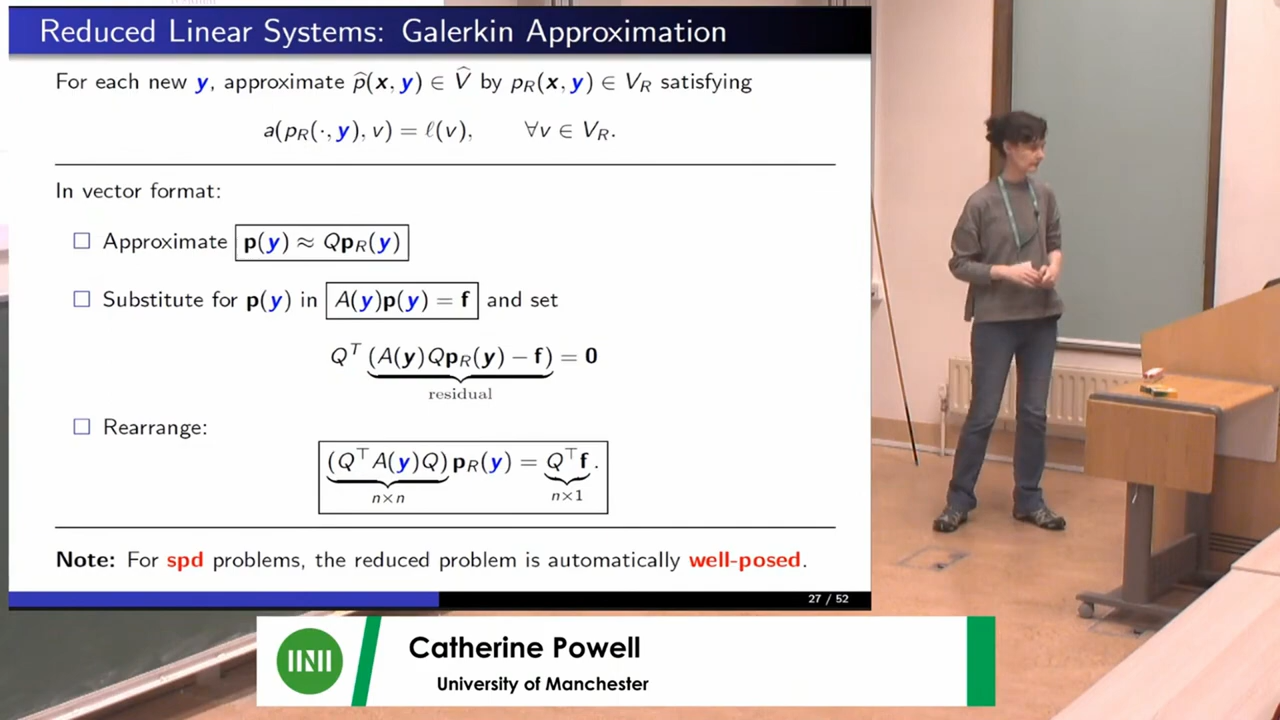 Reduced Linear Systems: Galerkin Approximation
For each new y, approximate p̂(x, y) ∈ V̂ by p_R(x, y) ∈ V_R satisfying
a(p_R(·, y), v) = ℓ(v), ∀v ∈ V_R.
In vector format:
□ Approximate p(y) ≈ Qp_R(y)
□ Substitute for p(y) in A(y)p(y) = f and set
Q^T (A(y)Qp_R(y) − f) = 0
residual
□ Rearrange:
(Q^⊤A(y)Q) p_R(y) = Q^⊤f.
n×n n×1
Note: For spd problems, the reduced problem is automatically well-posed.
27 / 52
INI
Catherine Powell
University of Manchester